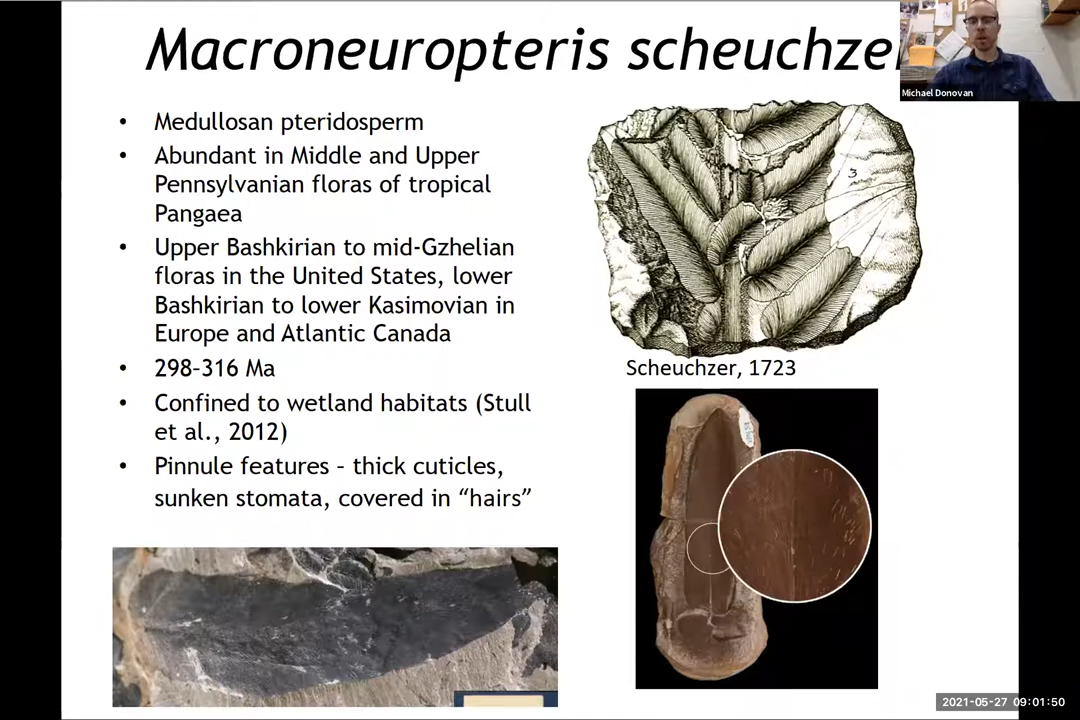 Macroneuropteris scheuchze
Michael Donovan
• Medullosan pteridosperm
• Abundant in Middle and Upper
Pennsylvanian floras of tropical
Pangaea
• Upper Bashkirian to mid-Gzhelian
floras in the United States, lower
Bashkirian to lower Kasimovian in
Europe and Atlantic Canada
• 298–316 Ma
• Confined to wetland habitats (Stull
et al., 2012)
• Pinnule features – thick cuticles,
sunken stomata, covered in “hairs”
3
Scheuchzer, 1723
2021-05-27 09:01:50